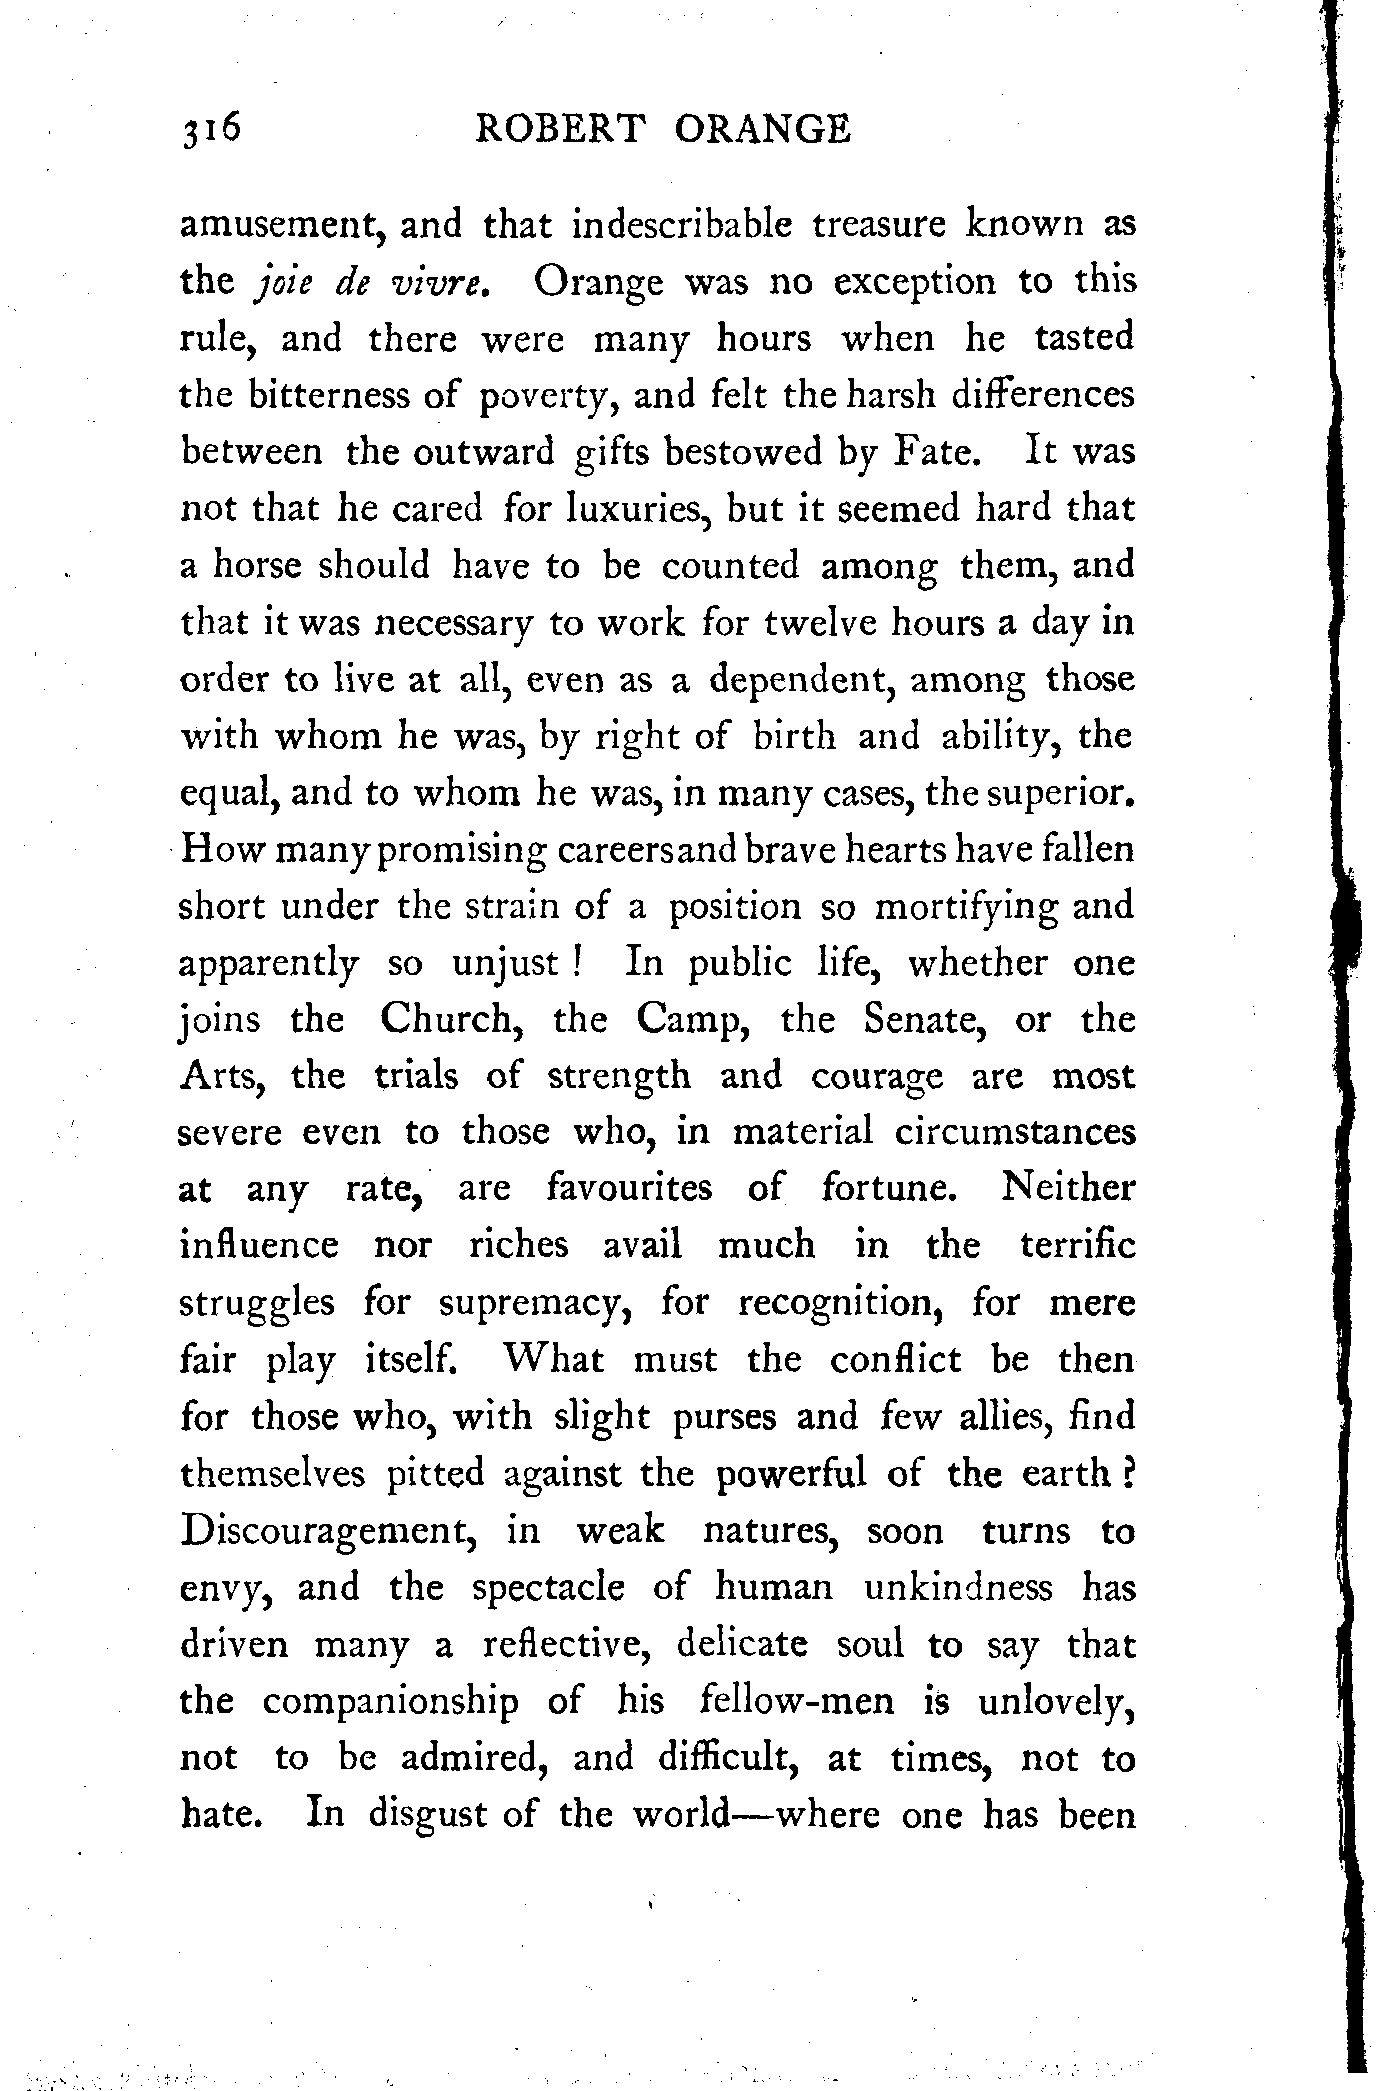 316 ROBERT ORANGE
amusement, and that indescribable treasure known as
the joie de vivre. Orange was no exception to this
rule, and there were many hours when he tasted
the bitterness of poverty, and felt the harsh differences
between the outward gifts bestowed by Fate. It was
not that he cared for luxuries, but it seemed hard that
a horse should have to be counted among them, and
that it was necessary to work for twelve hours a day in
order to live at all, even as a dependent, among those
with whom he was, by right of birth and ability, the
equal, and to whom he was, in many cases, the superior.
How many promising careers and brave hearts have fallen
short under the strain of a position so mortifying and
apparently so unjust ! In public life, whether one
joins the Church, the Camp, the Senate, or the
Arts, the trials of strength and courage are most
severe even to those who, in material circumstances
at any rate, are favourites of fortune. Neither
influence nor riches avail much in the terrific
struggles for supremacy, for recognition, for mere
fair play itself. What must the conflict be then
for those who, with slight purses and few allies, find
themselves pitted against the powerful of the earth ?
Discouragement, in weak natures, soon turns to
envy, and the spectacle of human unkindness has
driven many a reflective, delicate soul to say that
the companionship of his fellow-men is unlovely,
not to be admired, and difficult, at times, not to
hate. In disgust of the world—where one has been